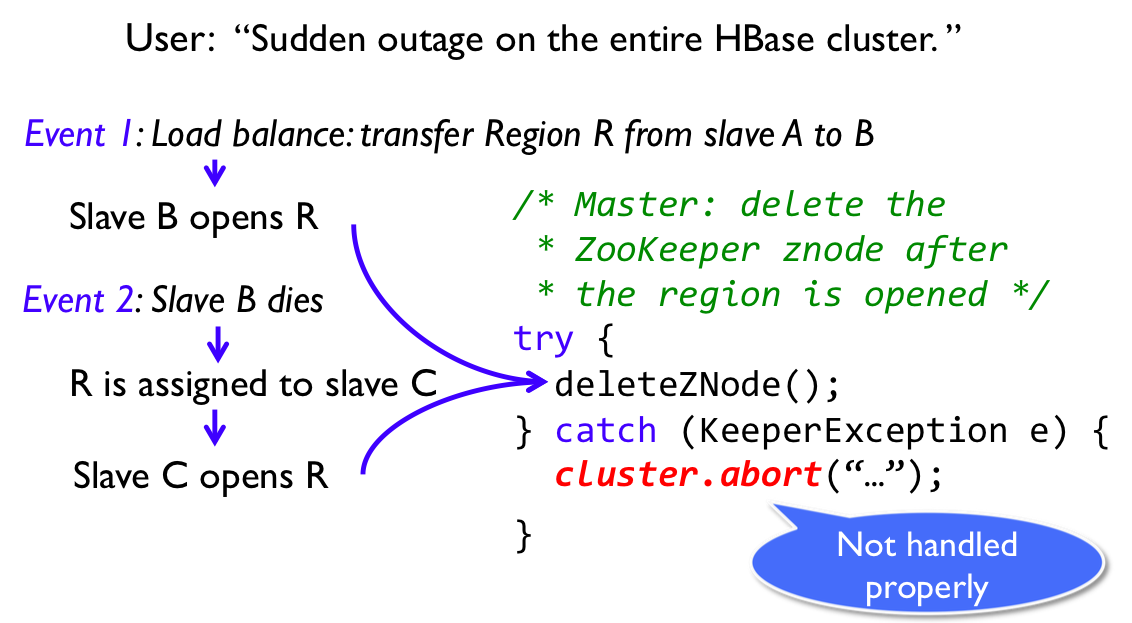 User: “Sudden outage on the entire HBase cluster. ”
Event 1: Load balance: transfer Region R from slave A to B
Slave B opens R
Event 2: Slave B dies
R is assigned to slave C
Slave C opens R
/* Master: delete the
* ZooKeeper znode after
* the region is opened */
try {
deleteZNode();
} catch (KeeperException e) {
cluster.abort(“…”);
}
Not handled
properly